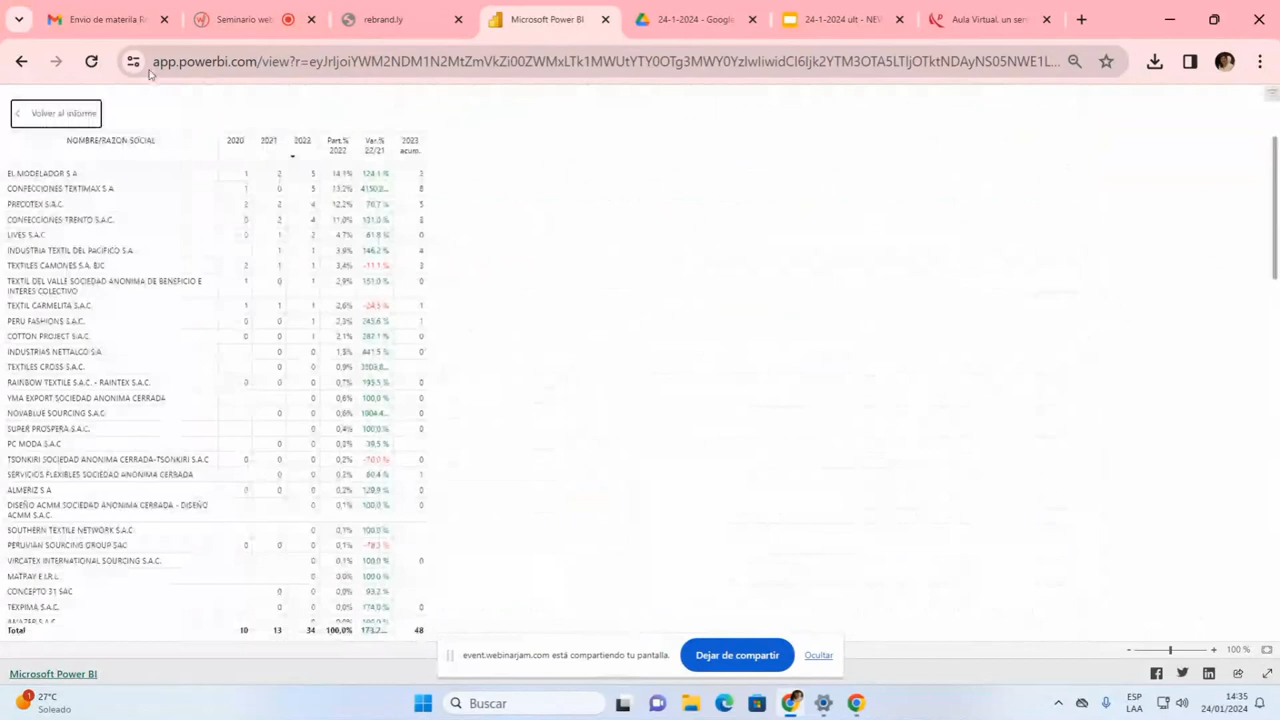 Envio de materila R
Seminario web
rebrand.ly
Microsoft Power BI
24-1-2024 - Google
24-1-2024 ult - NEW
Aula Virtual. un ser
app.powerbi.com/view?r=
Volver al informe
NOMBRE/RAZON SOCIAL 2020 2021 2022 Part.% 2022 Var.% 22/21 2023 acum.
EL MODELADOR S A 1 2 5 14,1% 124,1 %
CONFECCIONES TEXTIMAX S A 1 0 5 13,2% 8
PRECOTEX S.A.C. 2 2 4 12,2% 5
CONFECCIONES TRENTO S.A.C. 0 2 4 11,0%
LIVES S.A.C 0 1 2 4,7% 61,8 % 0
INDUSTRIA TEXTIL DEL PACIFICO S.A 1 1 3,9% 146,2 % 4
TEXTILES CAMONES S.A. BIC 2 1 1 3,4% -11,1 % 3
TEXTIL DEL VALLE SOCIEDAD ANONIMA DE BENEFICIO E INTERES COLECTIVO 1 0 1 2,9% 151,0 % 0
TEXTIL CARMELITA S.A.C. 1 1 1 2,6% 1
PERU FASHIONS S.A.C. 0 0 1 245,6 % 1
COTTON PROJECT S.A.C. 0 0 1 2,1% 287,1 % 0
INDUSTRIAS NETTALCO S.A 0 0 441,5 % 0
TEXTILES CROSS S.A.C. 0 0 0,9%
RAINBOW TEXTILE S.A.C. - RAINTEX S.A.C. 0 0 0 0,7% 195,5 % 0
YMA EXPORT SOCIEDAD ANONIMA CERRADA 0 0,6% 100,0 % 0
NOVABLUE SOURCING S.A.C. 0 0 0,6% 1904,4... 0
SUPER PROSPERA S.A.C. 0 0,4% 100,0 % 0
PC MODA S.A.C 0 0 39,5 % 0
TSONKIRI SOCIEDAD ANONIMA CERRADA-TSONKIRI S.A.C 0 0 0 0,2% 0
SERVICIOS FLEXIBLES SOCIEDAD ANONIMA CERRADA 0 0 0,2% 1
ALMERIZ S A 0 0 0 0,2% 129,9 % 0
DISEÑO ACMM SOCIEDAD ANONIMA CERRADA - DISEÑO ACMM S.A.C. 0 0,1% 100,0 % 0
SOUTHERN TEXTILE NETWORK S.A.C 0 0,1% 100,0 %
PERUVIAN SOURCING GROUP SAC 0 0 0 0,1% 0
VIRCATEX INTERNATIONAL SOURCING S.A.C. 0 0,1% 100,0 % 0
MATRAY E.I.R.L. 0 0,0% 100,0 %
CONCEPTO 31 SAC 0 0 0,0% 93,2 %
TEXPIMA S.A.C. 0 0 0,0% 174,0 % 0
Total 10 13 34 100,0% 173,2... 48
event.webinarjam.com está compartiendo tu pantalla.
Dejar de compartir
Ocultar
- + 100 %
Microsoft Power BI
27°C
Soleado
Buscar
ESP
LAA
14:35
24/01/2024